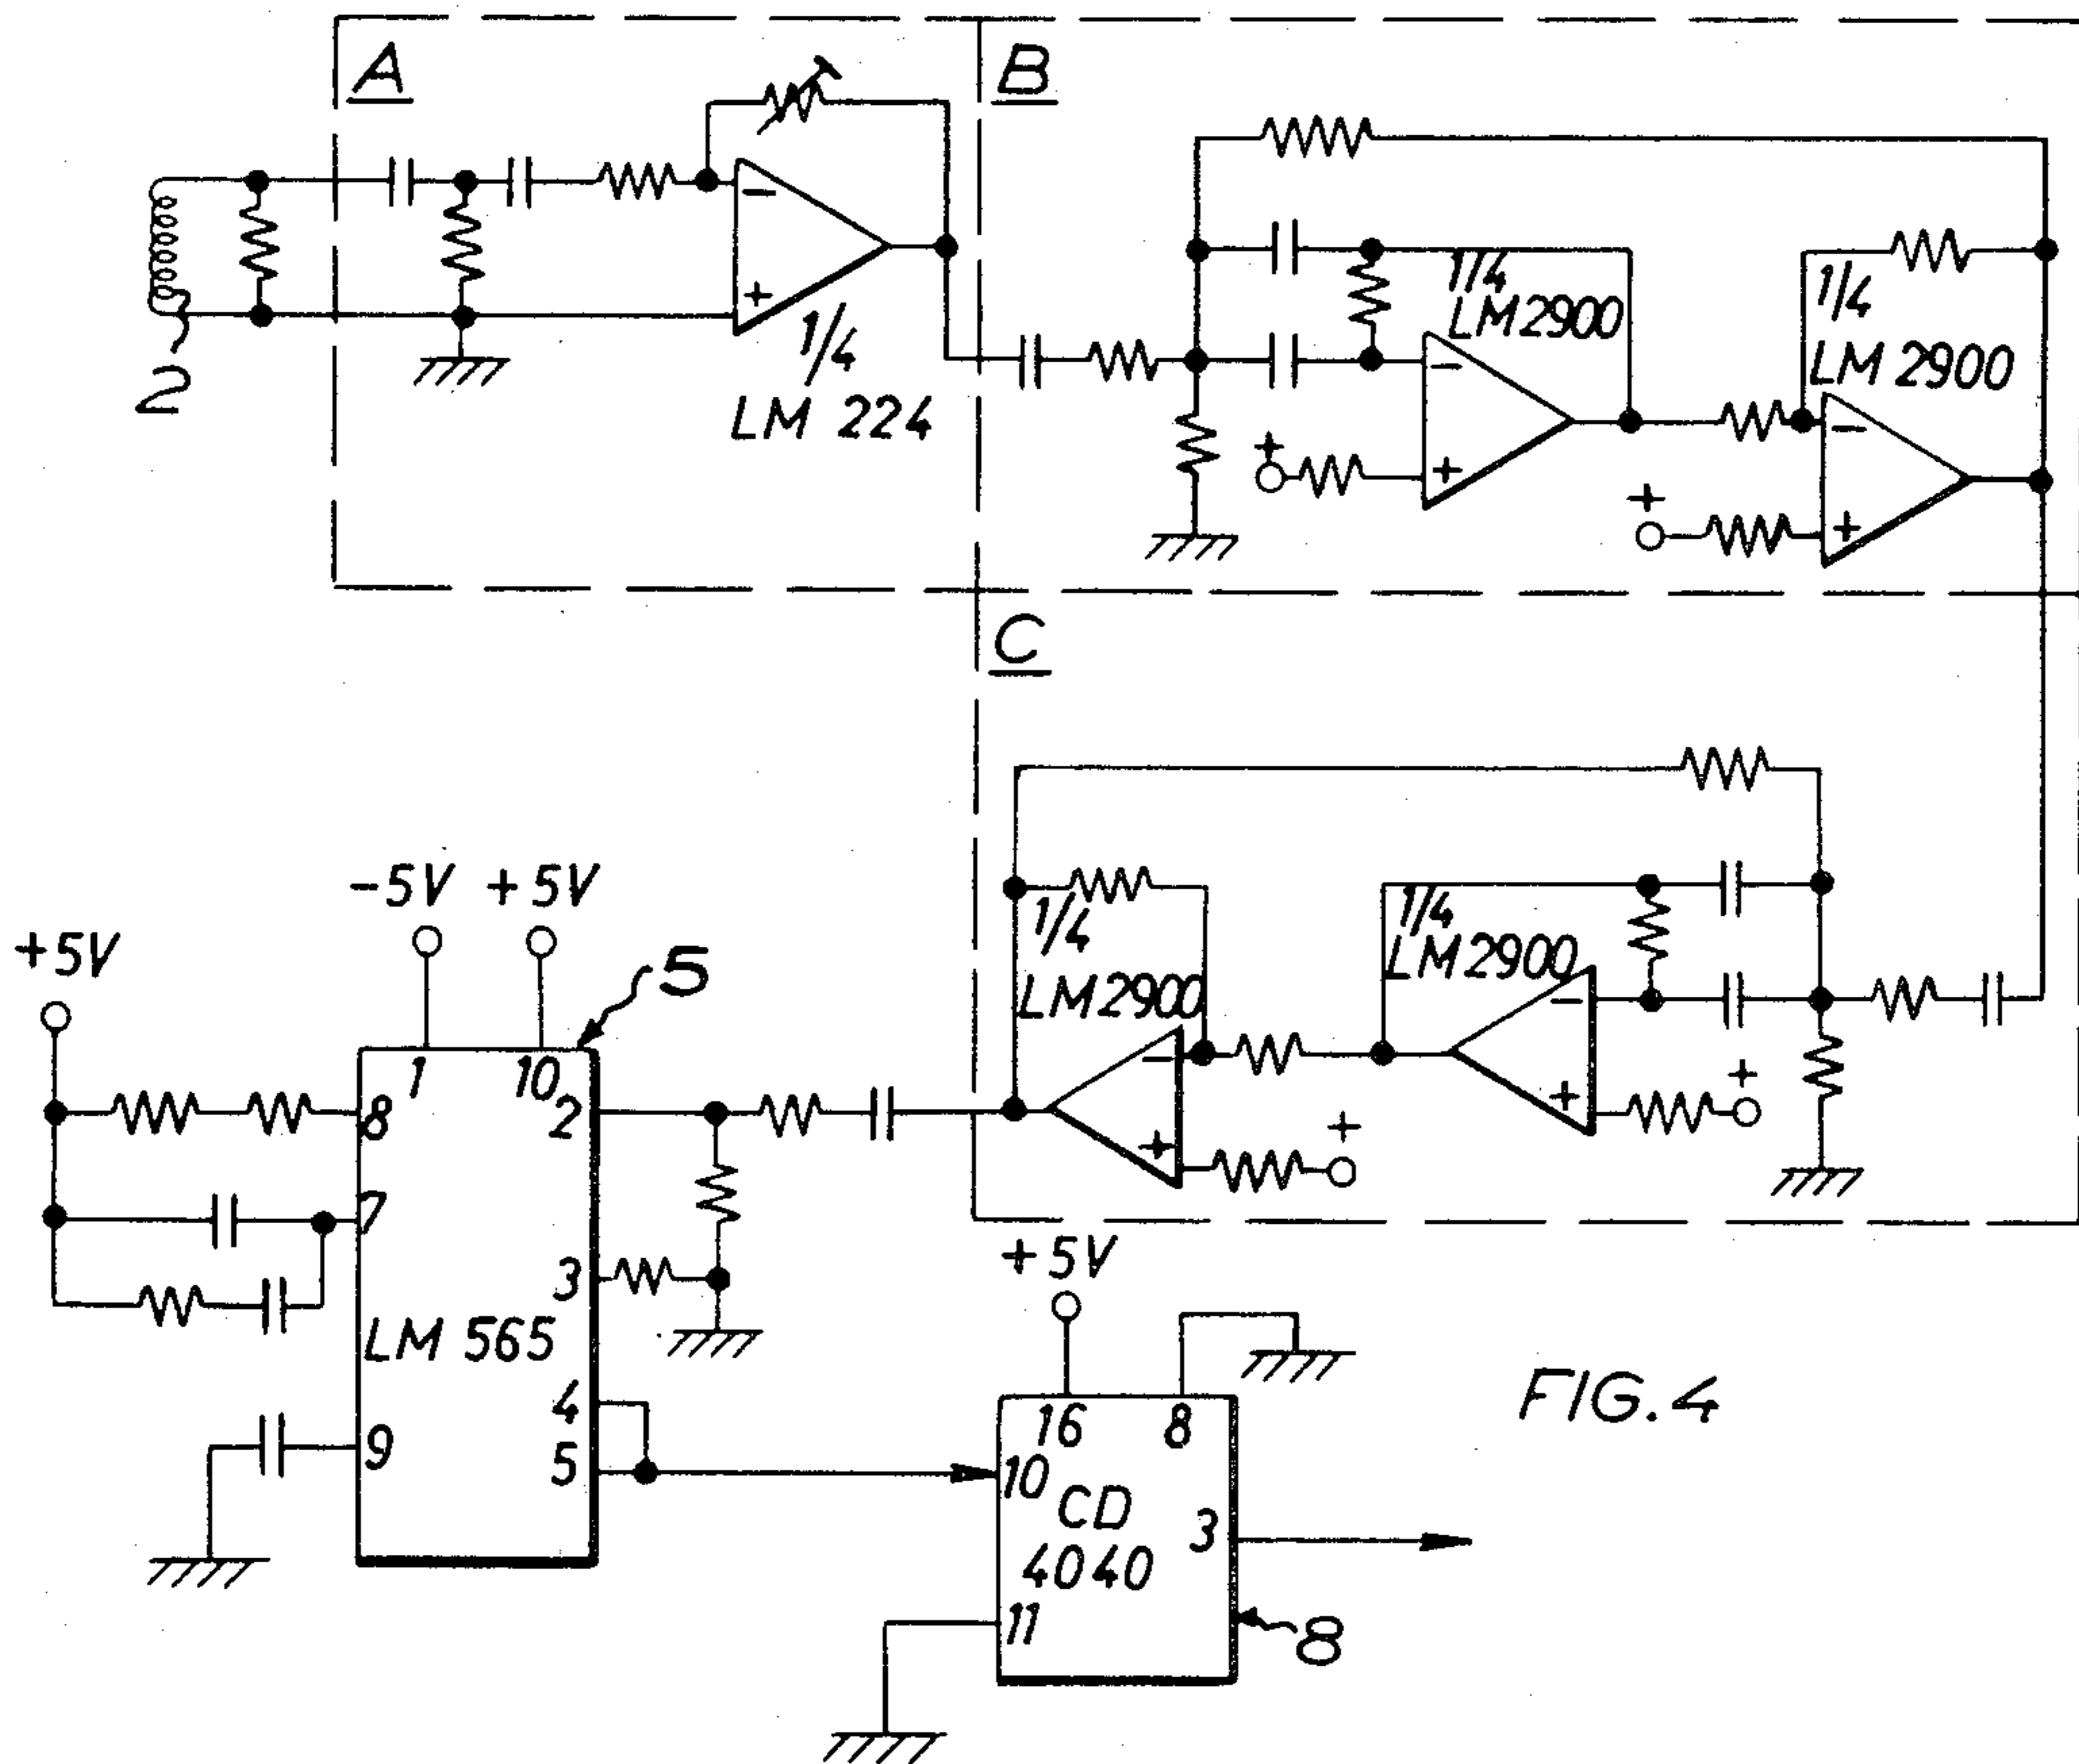 A
B
2
1/4
LM 224
+
-
1/4
LM2900
-
+
+
1/4
LM 2900
-
+
+
-
+
C
1/4
LM2900
-
+
+
1/4
LM2900
-
+
+
-5V +5V
+5V
5
1 10
8 2
7
3
LM 565
4
9
5
+5V
16 8
10
CD
4040
3
11
8
FIG. 4